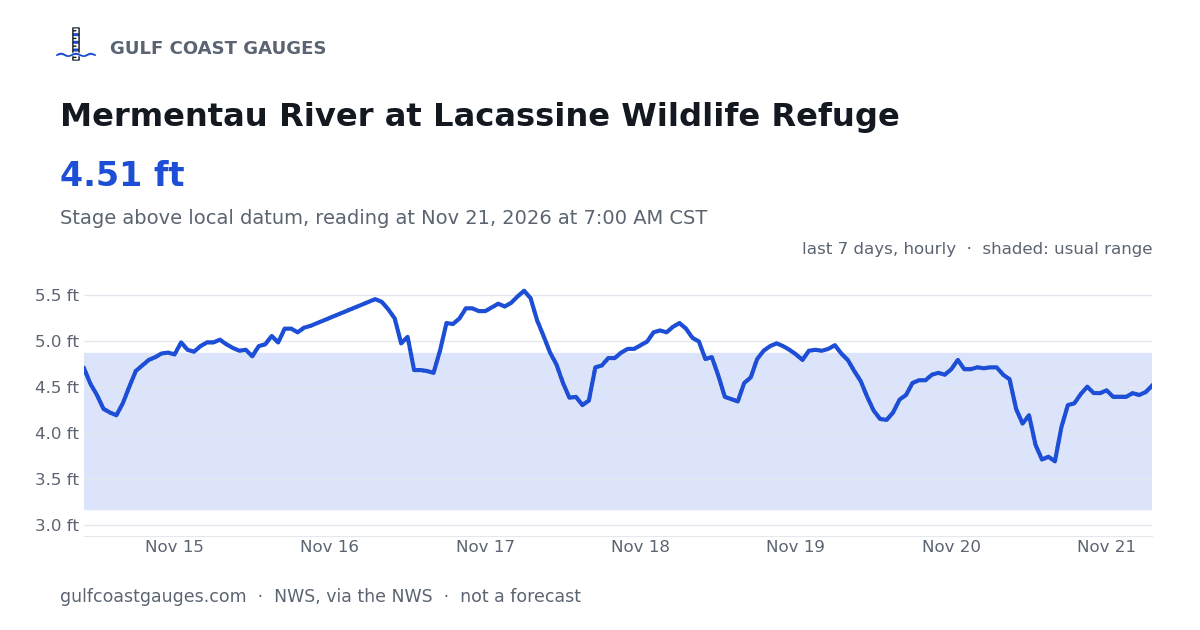 GULF COAST GAUGES
Mermentau River at Lacassine Wildlife Refuge
4.51 ft
Stage above local datum, reading at Nov 21, 2026 at 7:00 AM CST
last 7 days, hourly · shaded: usual range
5.5 ft
5.0 ft
4.5 ft
4.0 ft
3.5 ft
3.0 ft
Nov 15 Nov 16 Nov 17 Nov 18 Nov 19 Nov 20 Nov 21
gulfcoastgauges.com · NWS, via the NWS · not a forecast